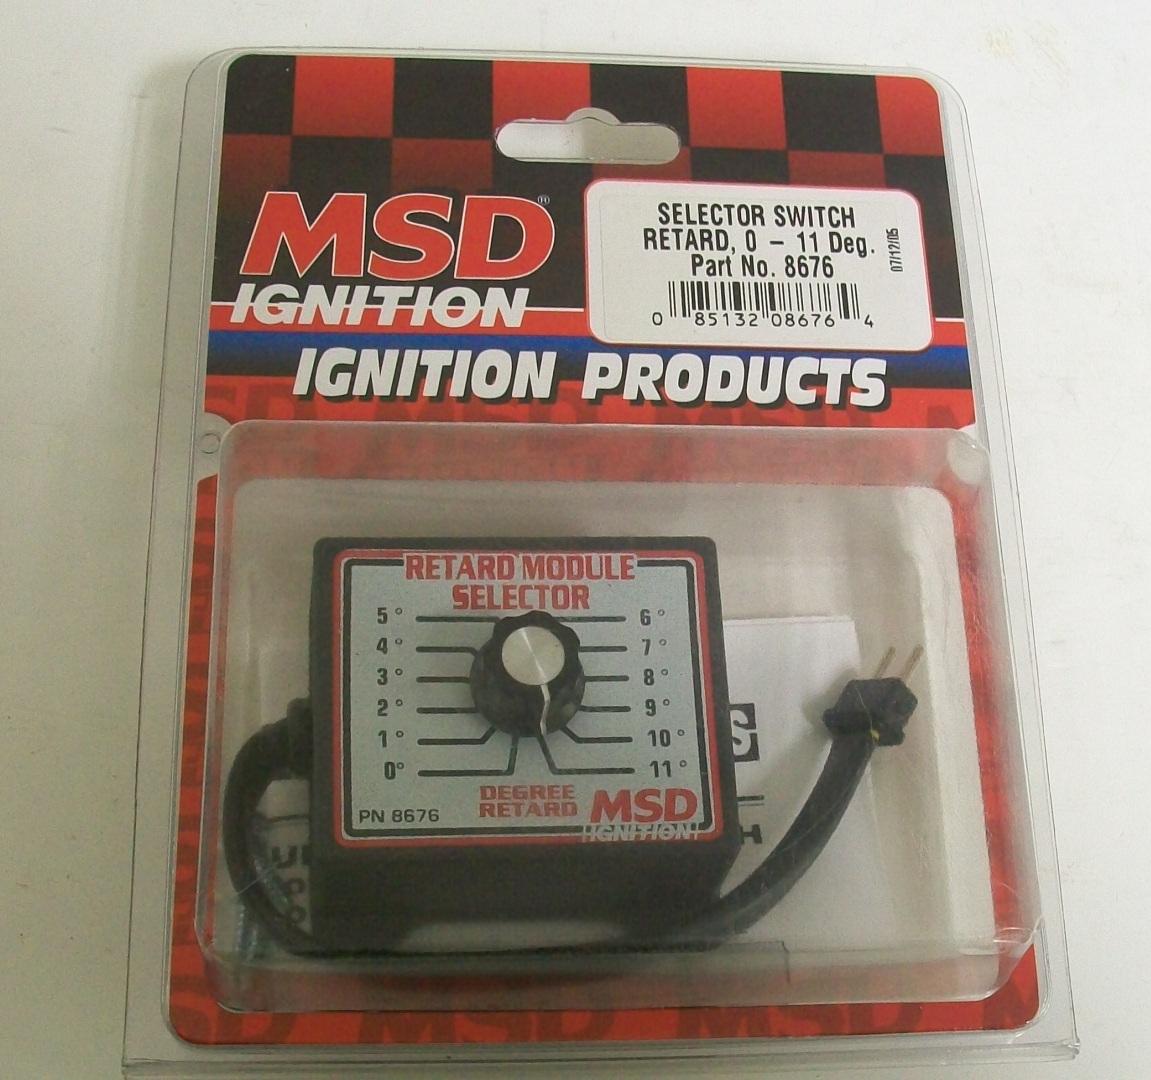 MSD®
IGNITION
SELECTOR SWITCH
RETARD, 0 – 11 Deg.
Part No. 8676
07/12/05
0 85132 08676 4
IGNITION PRODUCTS
RETARD MODULE
SELECTOR
5° 6°
4° 7°
3° 8°
2° 9°
1° 10°
0° 11°
DEGREE
RETARD
MSD
IGNITION
PN 8676